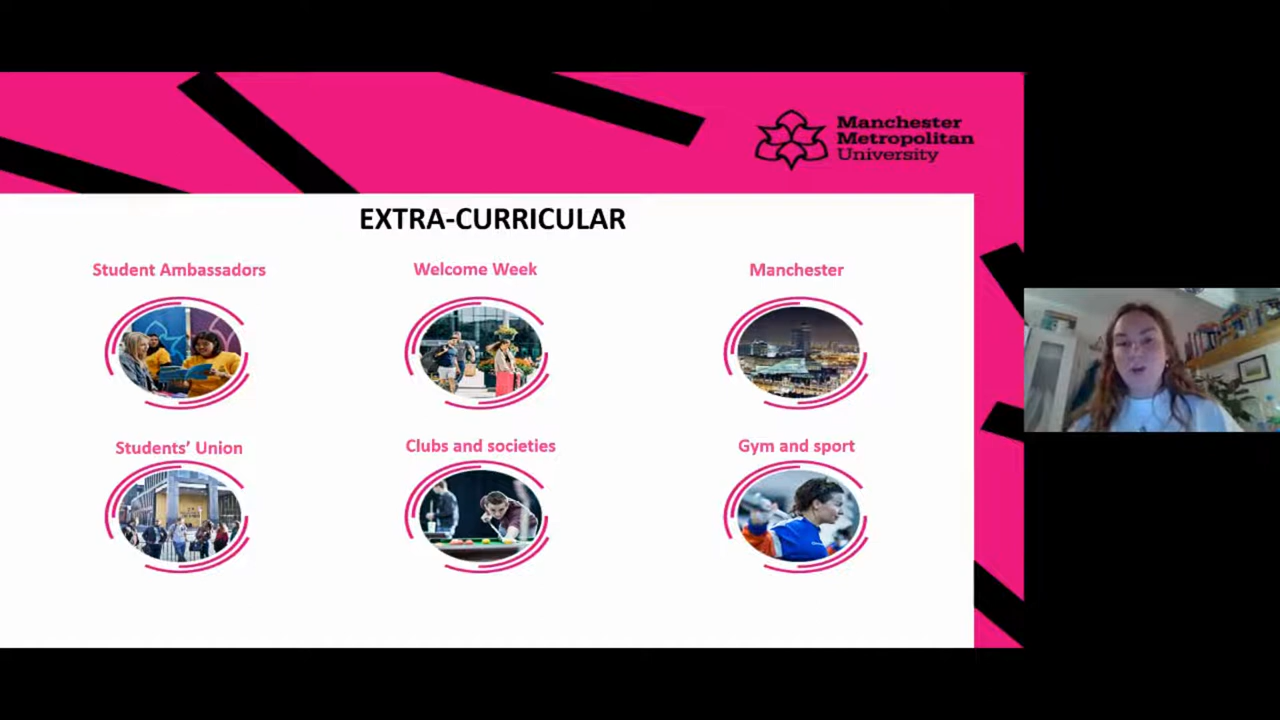 Manchester
Metropolitan
University
EXTRA-CURRICULAR
Student Ambassadors
Welcome Week
Manchester
Students’ Union
Clubs and societies
Gym and sport